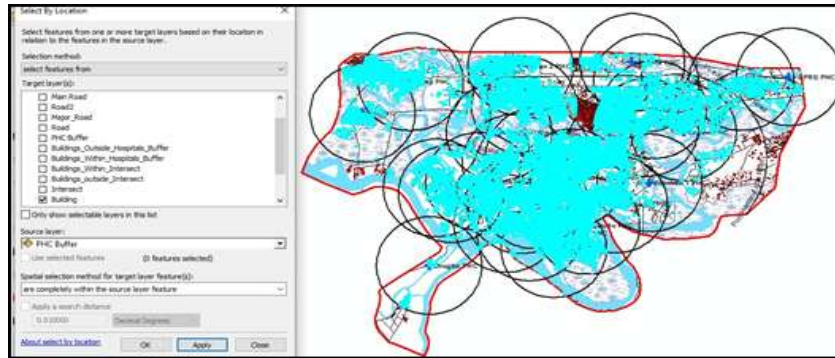 Select By Location
Select features from one or more target layers based on their location in
relation to the features in the source layer.
Selection method:
select features from
Target layer(s):
Main Road
Road2
Major_Road
Road
PHC Buffer
Buildings_Outside_Hospitals_Buffer
Buildings_Within_Hospitals_Buffer
Buildings_Within_Intersect
Buildings_outside_Intersect
Intersect
Building
Only show selectable layers in this list
Source layer:
PHC Buffer
Use selected features (0 features selected)
Spatial selection method for target layer feature(s):
are completely within the source layer feature
Apply a search distance
Decimal Degrees
About select by location OK Apply Close